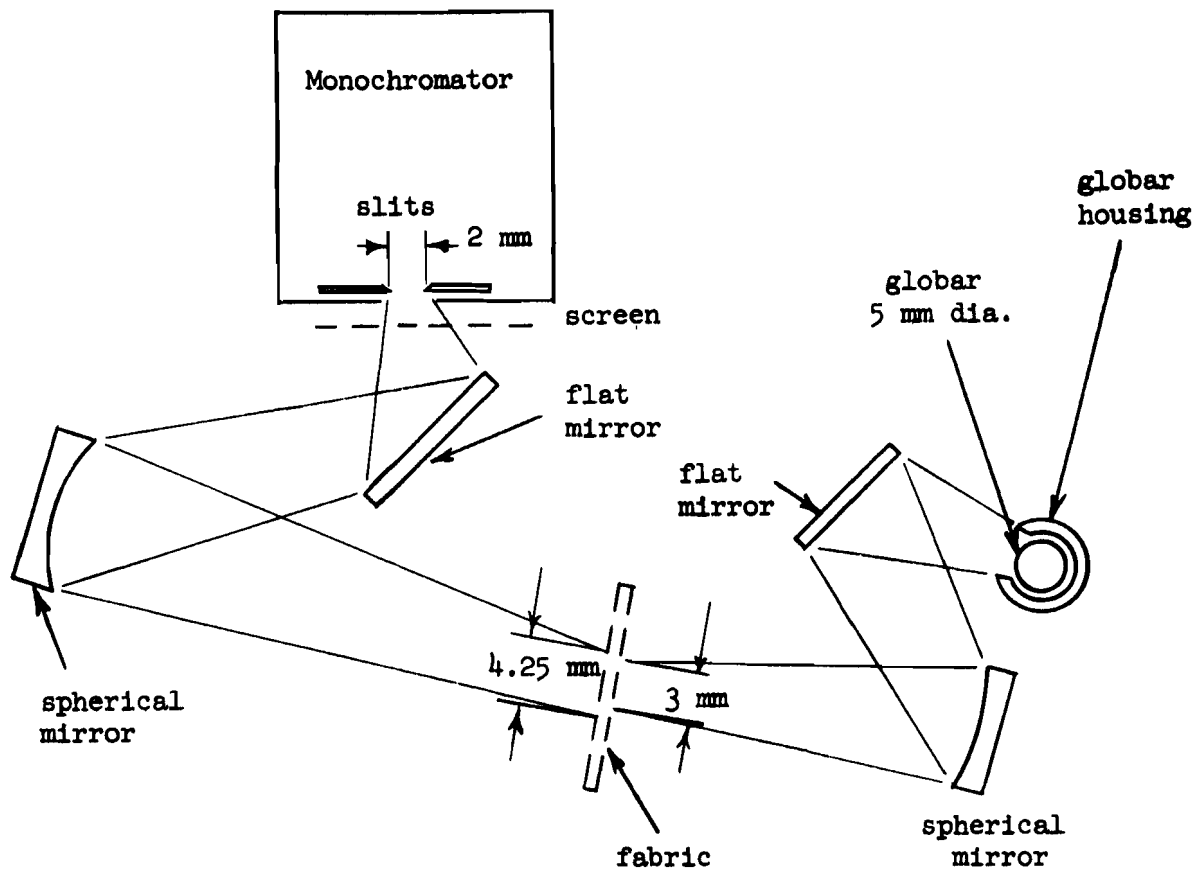 Monochromator
slits
2 mm
screen
flat
mirror
globar
housing
globar
5 mm dia.
flat
mirror
4.25 mm
3 mm
spherical
mirror
fabric
spherical
mirror